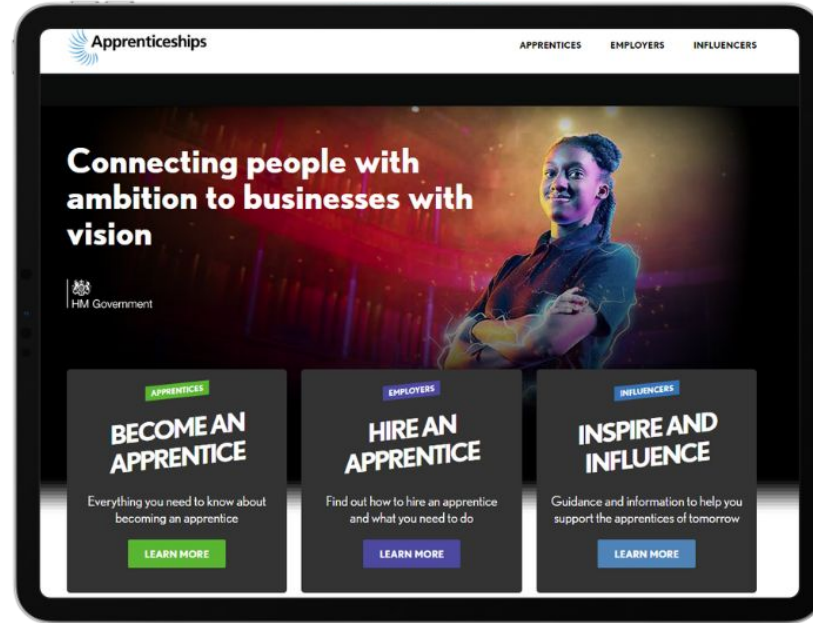 Apprenticeships
APPRENTICES EMPLOYERS INFLUENCERS
Connecting people with
ambition to businesses with
vision
HM Government
APPRENTICES
BECOME AN
APPRENTICE
Everything you need to know about
becoming an apprentice
LEARN MORE
EMPLOYERS
HIRE AN
APPRENTICE
Find out how to hire an apprentice
and what you need to do
LEARN MORE
INFLUENCERS
INSPIRE AND
INFLUENCE
Guidance and information to help you
support the apprentices of tomorrow
LEARN MORE